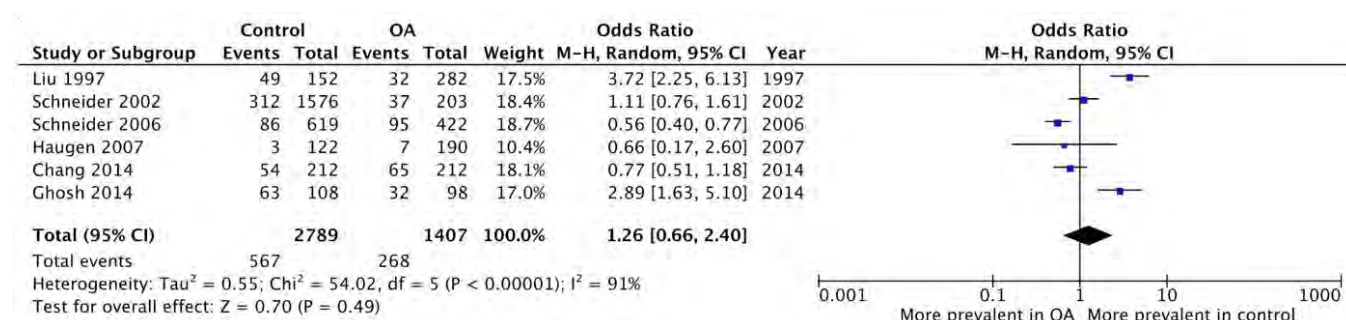 Control OA Odds Ratio Odds Ratio
Study or Subgroup Events Total Events Total Weight M-H, Random, 95% CI Year M-H, Random, 95% CI
Liu 1997 49 152 32 282 17.5% 3.72 [2.25, 6.13] 1997
Schneider 2002 312 1576 37 203 18.4% 1.11 [0.76, 1.61] 2002
Schneider 2006 86 619 95 422 18.7% 0.56 [0.40, 0.77] 2006
Haugen 2007 3 122 7 190 10.4% 0.66 [0.17, 2.60] 2007
Chang 2014 54 212 65 212 18.1% 0.77 [0.51, 1.18] 2014
Ghosh 2014 63 108 32 98 17.0% 2.89 [1.63, 5.10] 2014
Total (95% CI) 2789 1407 100.0% 1.26 [0.66, 2.40]
Total events 567 268
Heterogeneity: Tau² = 0.55; Chi² = 54.02, df = 5 (P < 0.00001); I² = 91%
Test for overall effect: Z = 0.70 (P = 0.49)
0.001 0.1 1 10 1000
More prevalent in OA More prevalent in control